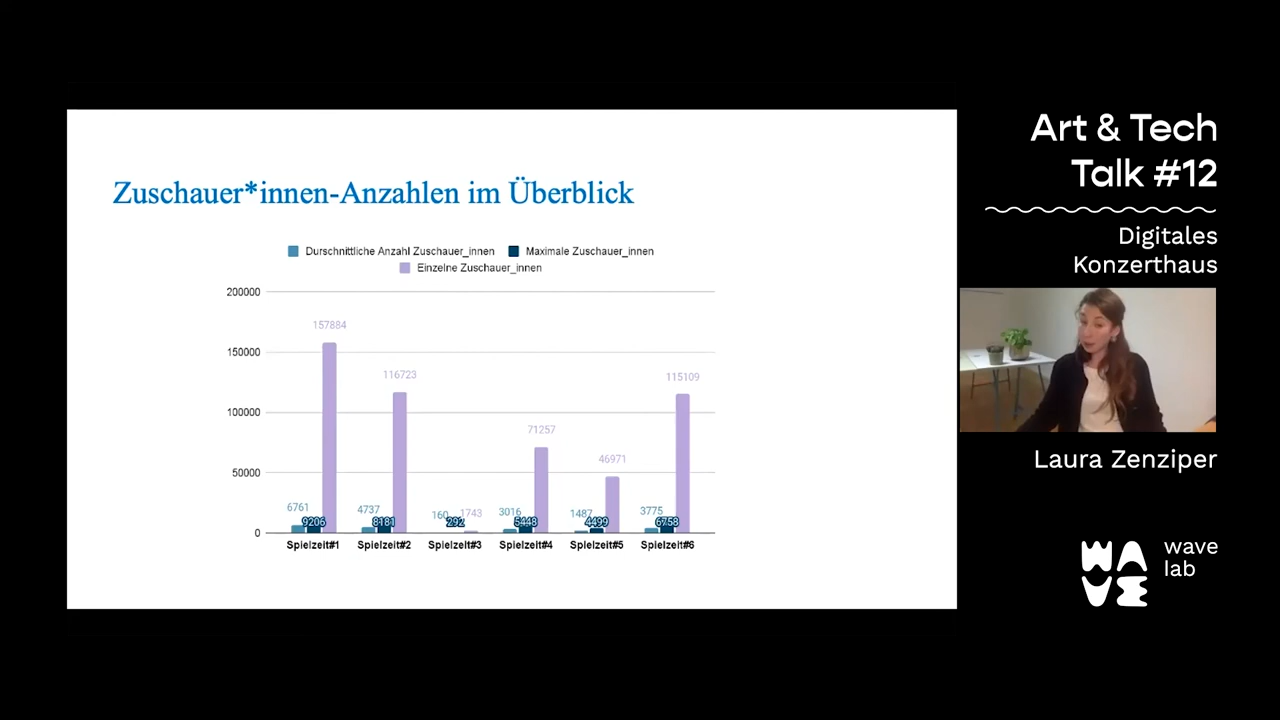 Zuschauer*innen-Anzahlen im Überblick
Durschnittliche Anzahl Zuschauer_innen
Maximale Zuschauer_innen
Einzelne Zuschauer_innen
200000
150000
100000
50000
0
157884
116723
1743
71257
46971
115109
6761
9206
4737
8181
160
292
3016
5448
1487
4499
3775
6758
Spielzeit#1
Spielzeit#2
Spielzeit#3
Spielzeit#4
Spielzeit#5
Spielzeit#6
Art & Tech
Talk #12
Digitales
Konzerthaus
Laura Zenziper
WAVE
wave
lab